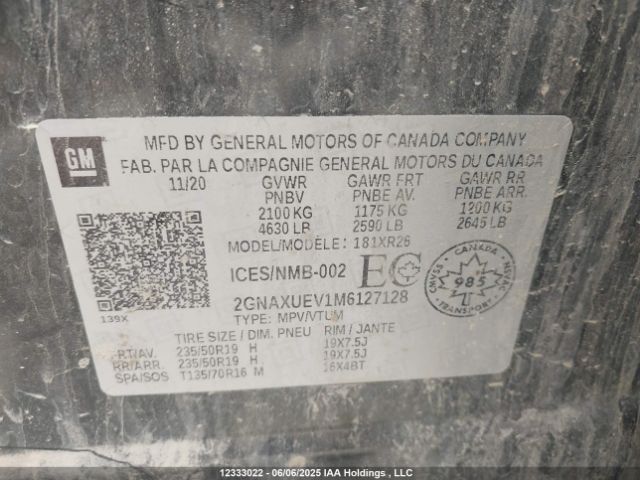 GM
MFD BY GENERAL MOTORS OF CANADA COMPANY
FAB. PAR LA COMPAGNIE GENERAL MOTORS DU CANADA
11/20 GVWR GAWR FRT GAWR RR
PNBV PNBE AV. PNBE ARR.
2100 KG 1175 KG 1200 KG
4630 LB 2590 LB 2645 LB
MODEL/MODÈLE: 181XR26
ICES/NMB-002 EC
CANADA
CMVSS
985
NSVAC
T
2GNAXUEV1M6127128
139X
TYPE: MPV/VTUM
TIRE SIZE / DIM. PNEU RIM / JANTE
FRT/AV. 235/50R19 H 19X7.5J
RR/ARR. 235/50R19 H 19X7.5J
SPA/SOS T135/70R16 M 16X4BT
12333022 - 06/06/2025 IAA Holdings , LLC